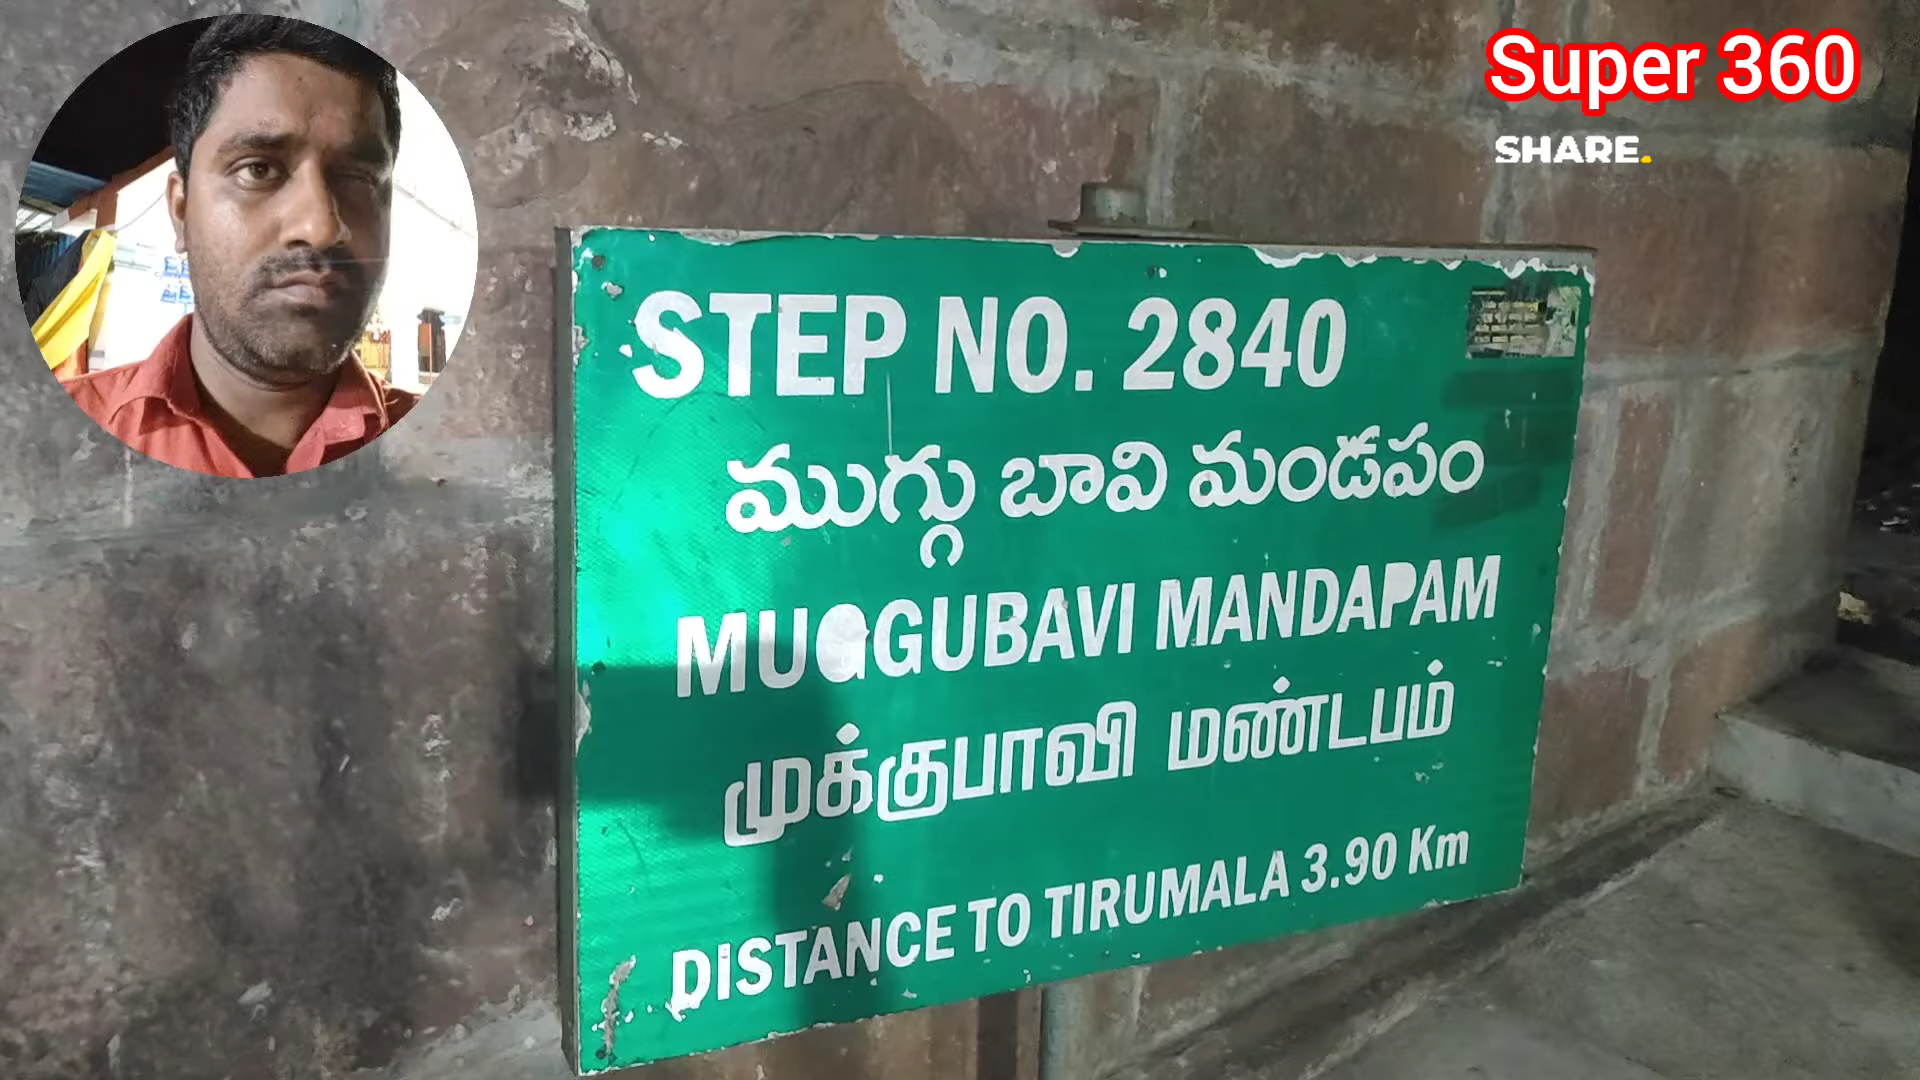 Super 360
SHARE.
STEP NO. 2840
ముగ్గు బావి మండపం
MUGGUBAVI MANDAPAM
முக்குபாவி மண்டபம்
DISTANCE TO TIRUMALA 3.90 Km